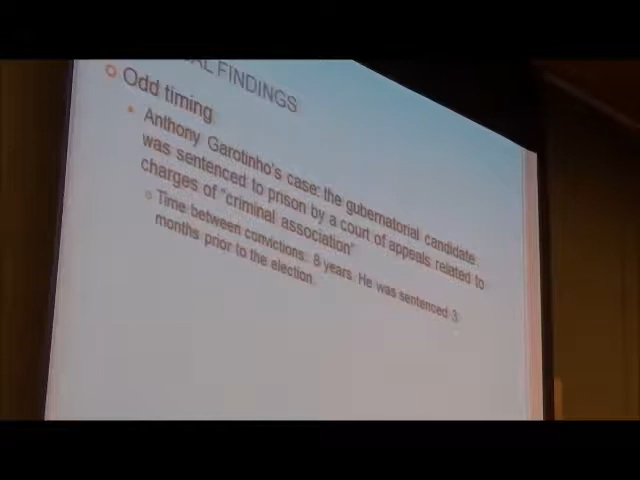 AL FINDINGS
Odd timing
Anthony Garotinho's case: the gubernatorial candidate
was sentenced to prison by a court of appeals related to
charges of "criminal association"
Time between convictions: 8 years. He was sentenced 3
months prior to the election.